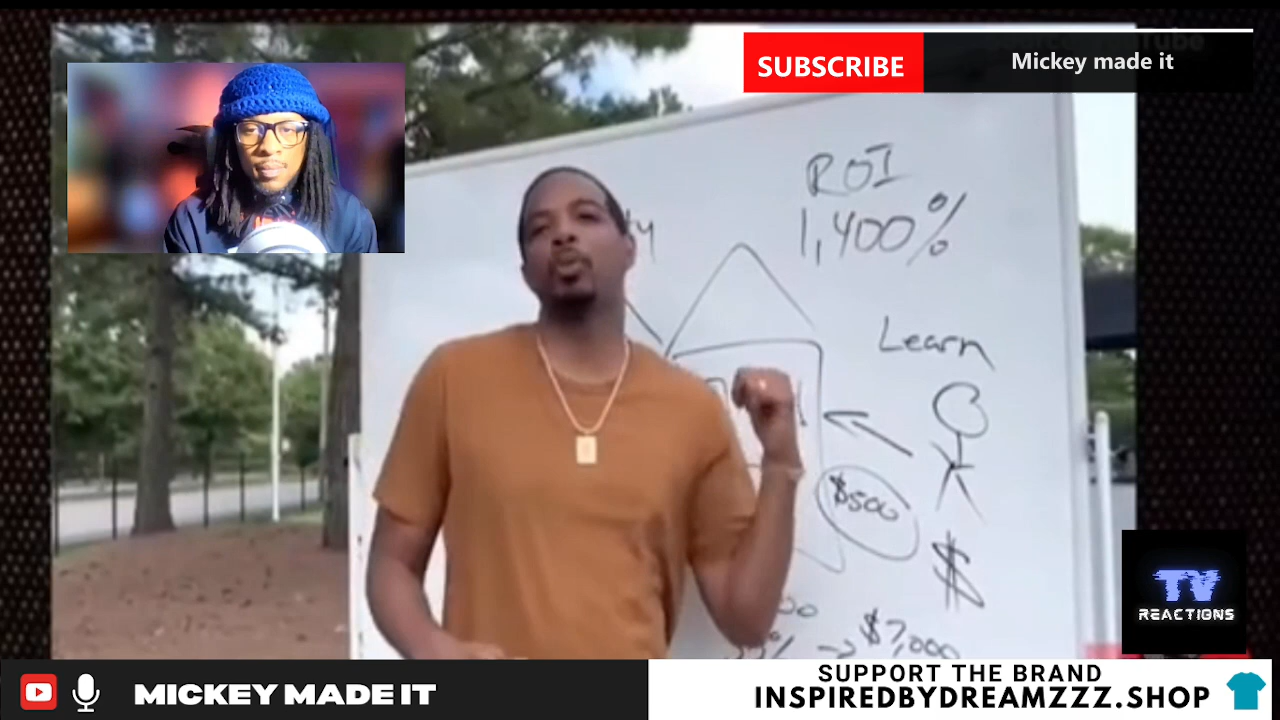 SUBSCRIBE
Mickey made it
ROI
1,400%
Learn
$500
$
$7,000
TV
REACTIONS
MICKEY MADE IT
SUPPORT THE BRAND
INSPIREDBYDREAMZZZ.SHOP